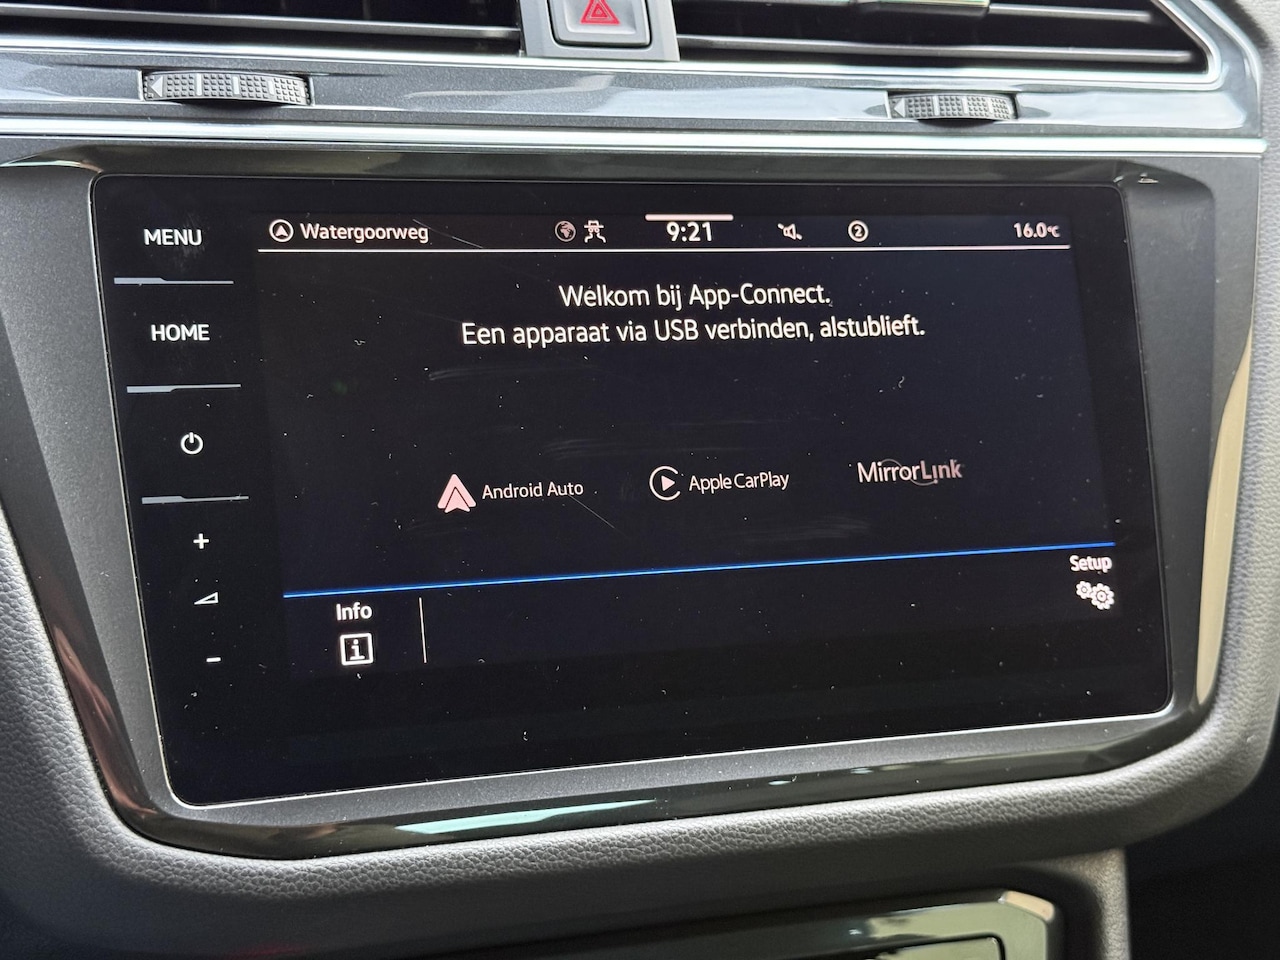 MENU
Watergoorweg
9:21
2
16.0°C
HOME
Welkom bij App-Connect.
Een apparaat via USB verbinden, alstublieft.
Android Auto
Apple CarPlay
MirrorLink
+
-
Info
i
Setup